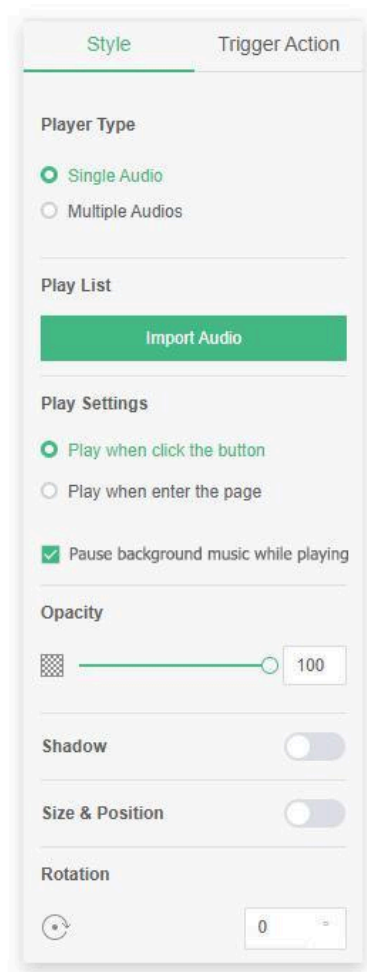 Style Trigger Action
Player Type
Single Audio
Multiple Audios
Play List
Import Audio
Play Settings
Play when click the button
Play when enter the page
Pause background music while playing
Opacity
100
Shadow
Size & Position
Rotation
0 °